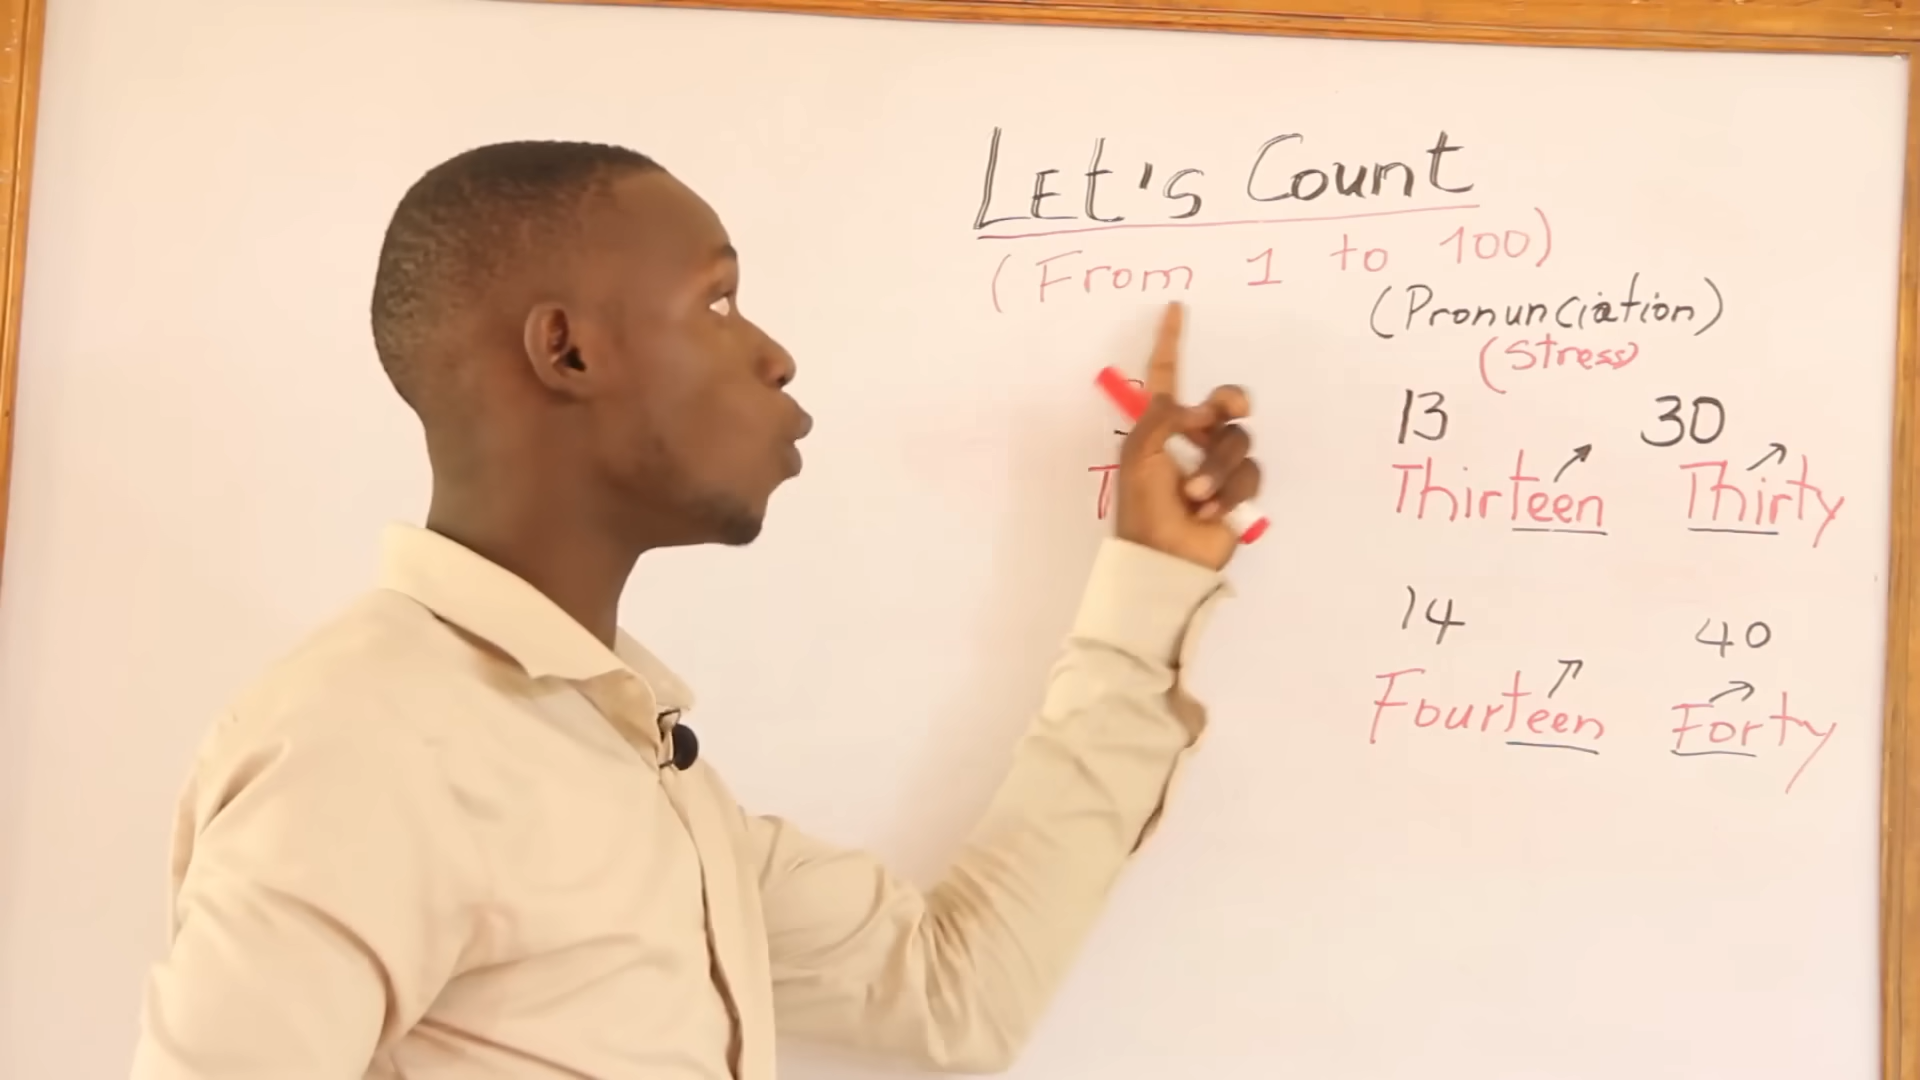 Let's Count
(From 1 to 100)
(Pronunciation)
(Stress)
13 30
Thirteen Thirty
14 40
Fourteen Forty